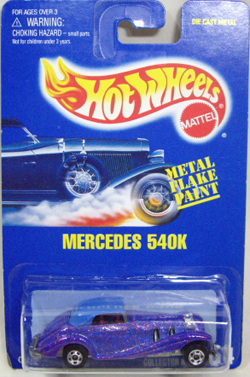 FOR AGES OVER 3
WARNING:
CHOKING HAZARD — small parts
Not for children under 3 years.
DIE CAST METAL
Hot Wheels
MATTEL
METAL
FLAKE
PAINT
MERCEDES 540K
COLLECTOR